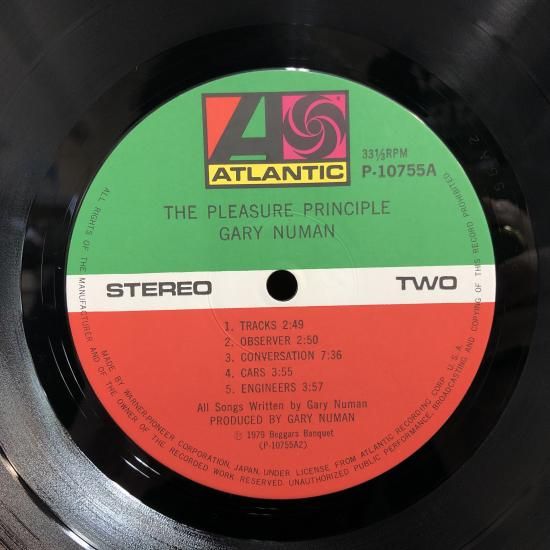 ATLANTIC
33⅓RPM
P-10755A
THE PLEASURE PRINCIPLE
GARY NUMAN
STEREO
TWO
1. TRACKS 2:49
2. OBSERVER 2:50
3. CONVERSATION 7:36
4. CARS 3:55
5. ENGINEERS 3:57
All Songs Written by Gary Numan
PRODUCED BY GARY NUMAN
Ⓟ 1979 Beggars Banquet
(P-10755A2)
MADE BY WARNER-PIONEER CORPORATION, JAPAN, UNDER LICENSE FROM ATLANTIC RECORDING CORP. U.S.A.
ALL RIGHTS OF THE MANUFACTURER AND OF THE OWNER OF THE RECORDED WORK RESERVED. UNAUTHORIZED PUBLIC PERFORMANCE, BROADCASTING AND COPYING OF THIS RECORD PROHIBITED.